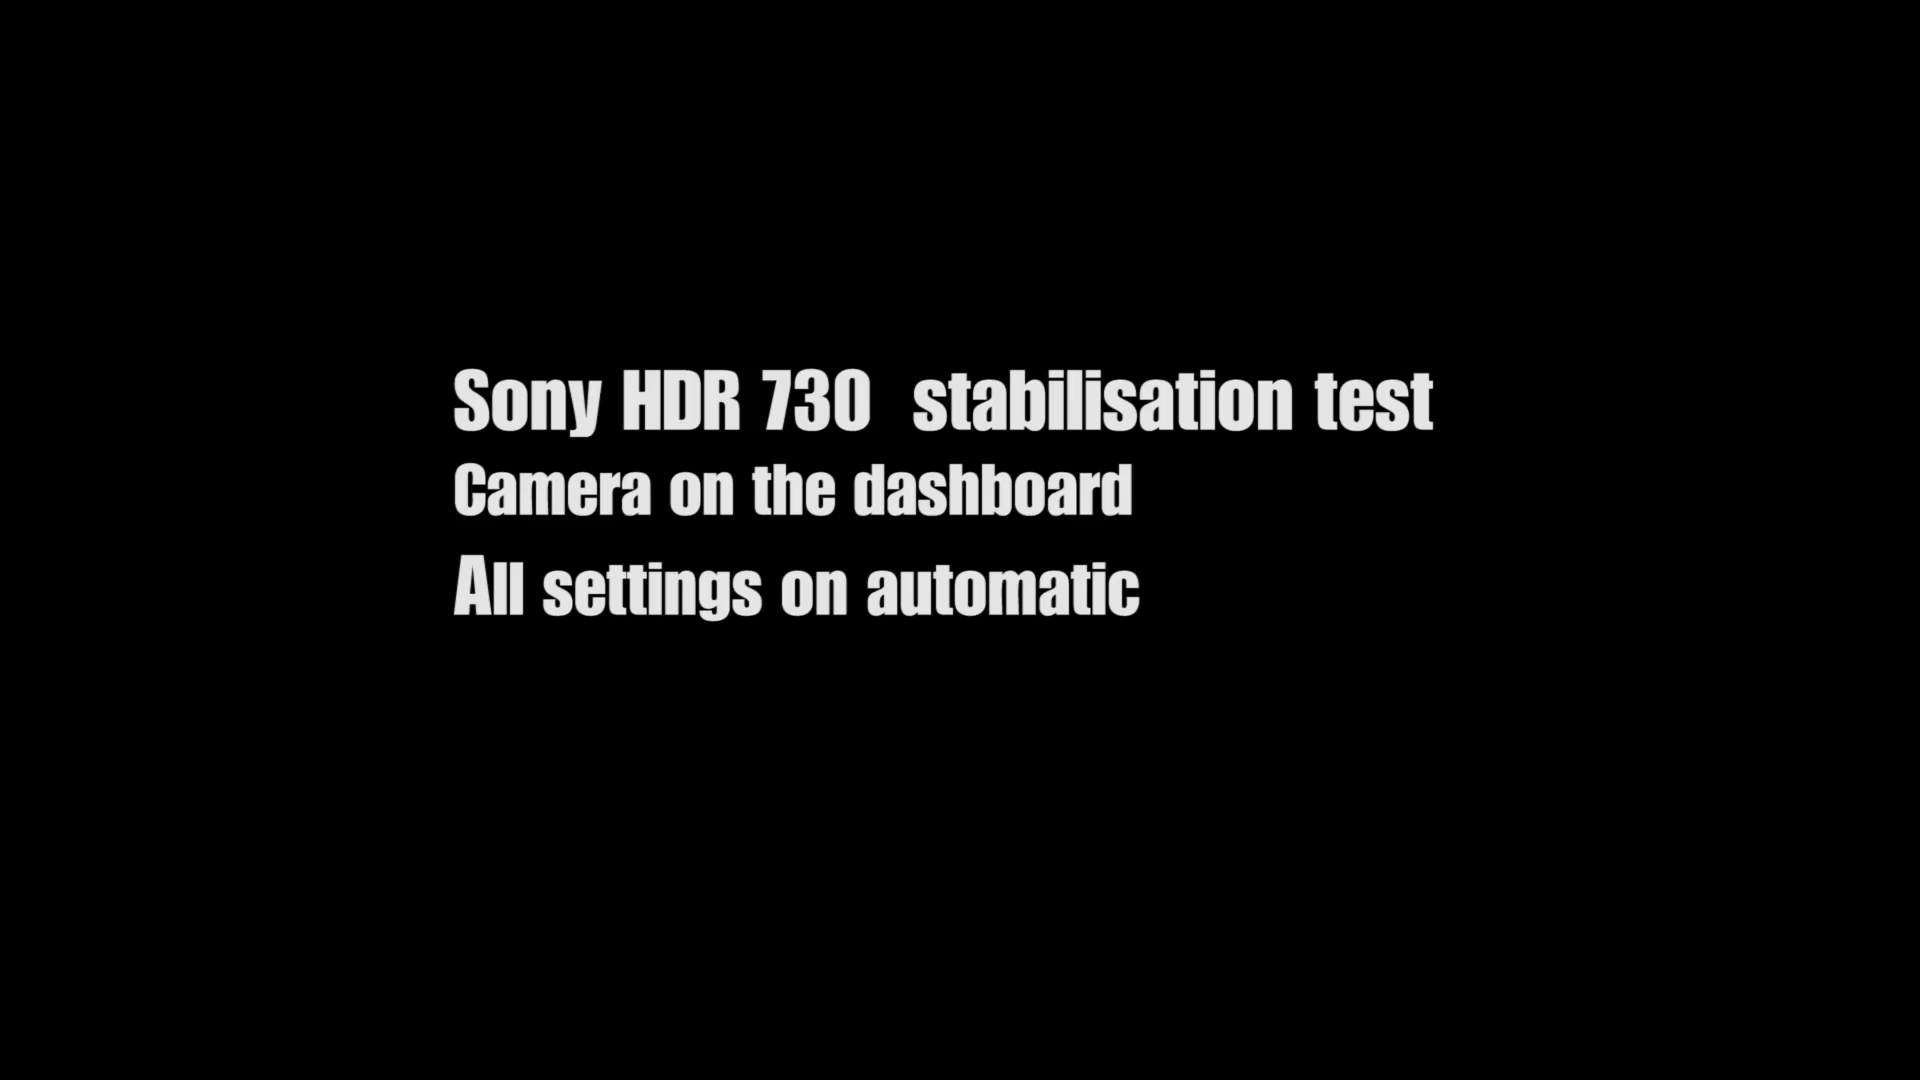 Sony HDR 730  stabilisation test
Camera on the dashboard
All settings on automatic